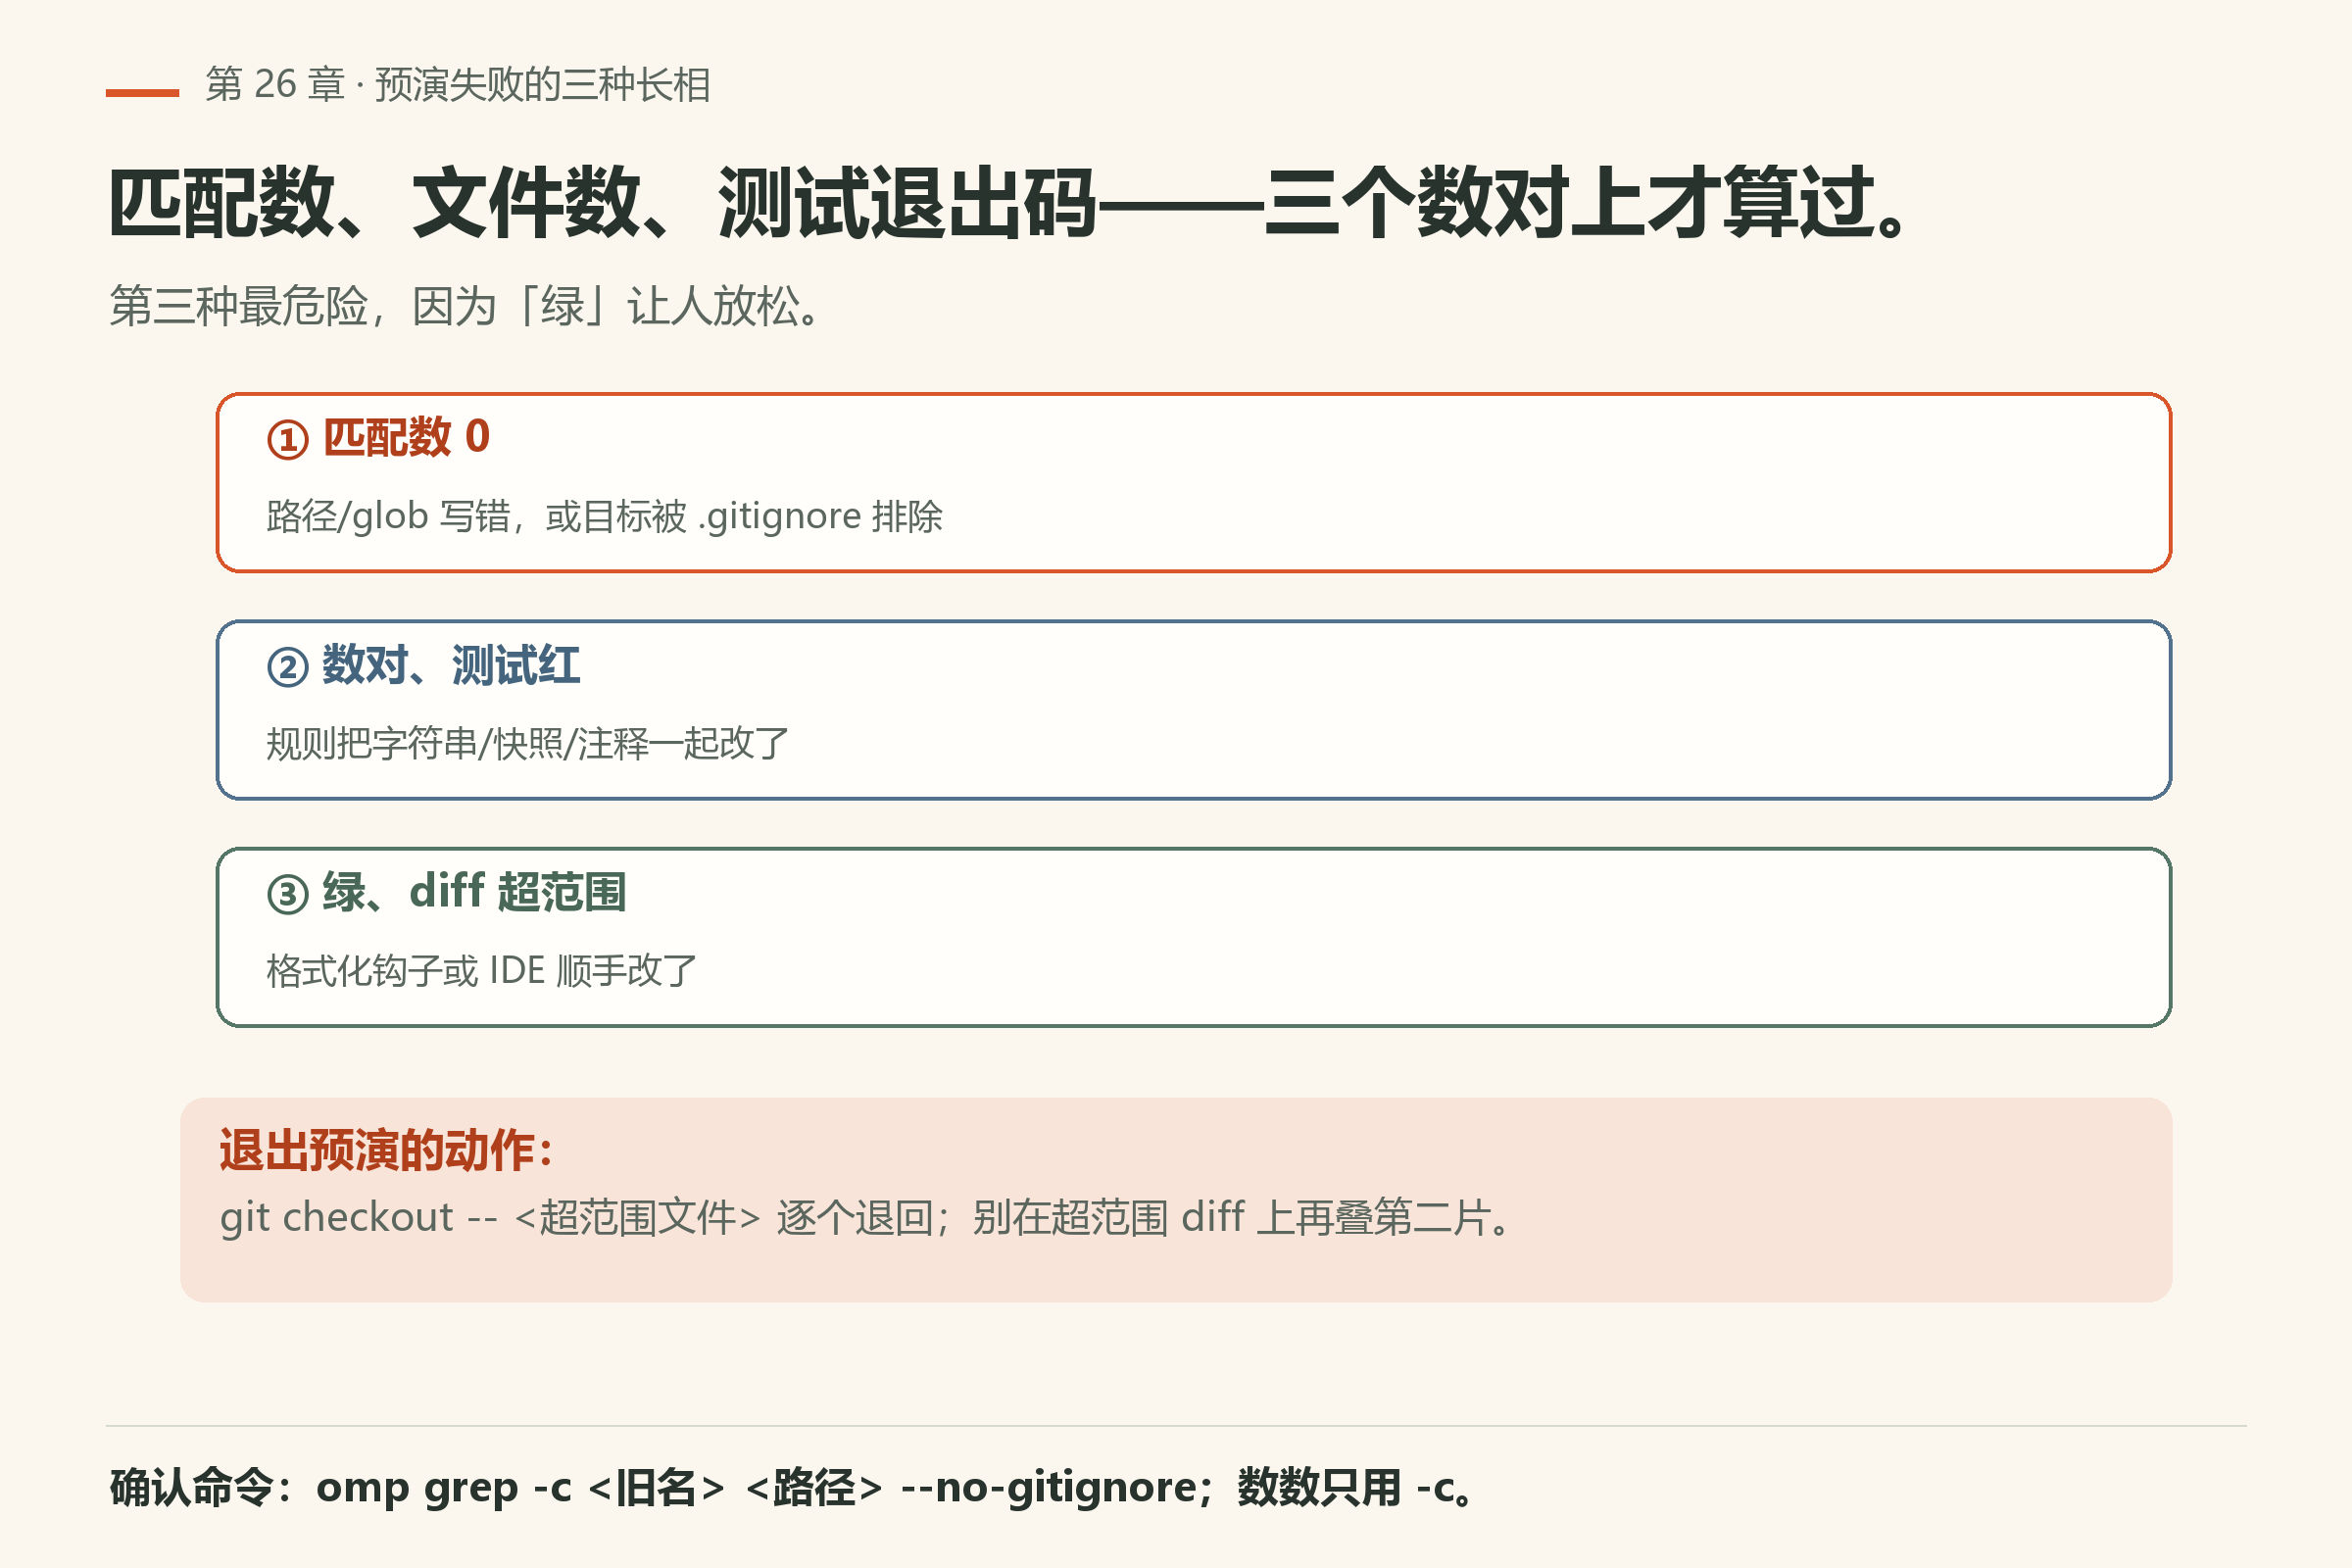 第 26 章 · 预演失败的三种长相
匹配数、文件数、测试退出码——三个数对上才算过。
第三种最危险，因为「绿」让人放松。
① 匹配数 0
路径/glob 写错，或目标被 .gitignore 排除
② 数对、测试红
规则把字符串/快照/注释一起改了
③ 绿、diff 超范围
格式化钩子或 IDE 顺手改了
退出预演的动作：
git checkout -- <超范围文件> 逐个退回；别在超范围 diff 上再叠第二片。
确认命令：omp grep -c <旧名> <路径> --no-gitignore；数数只用 -c。